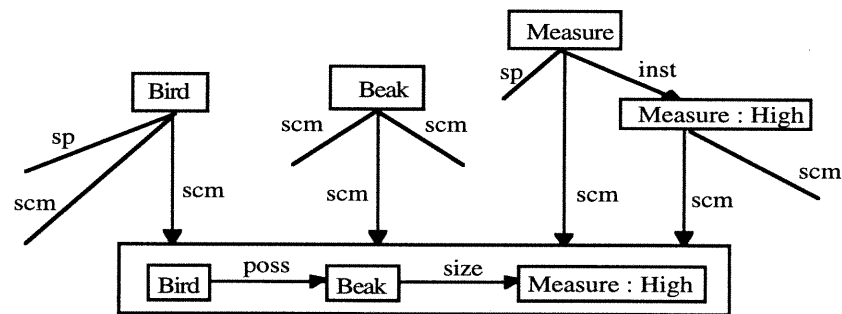 Measure
sp
inst
Bird
Beak
Measure : High
scm
scm
sp
scm
scm
scm
scm
scm
scm
scm
poss
size
Bird
Beak
Measure : High